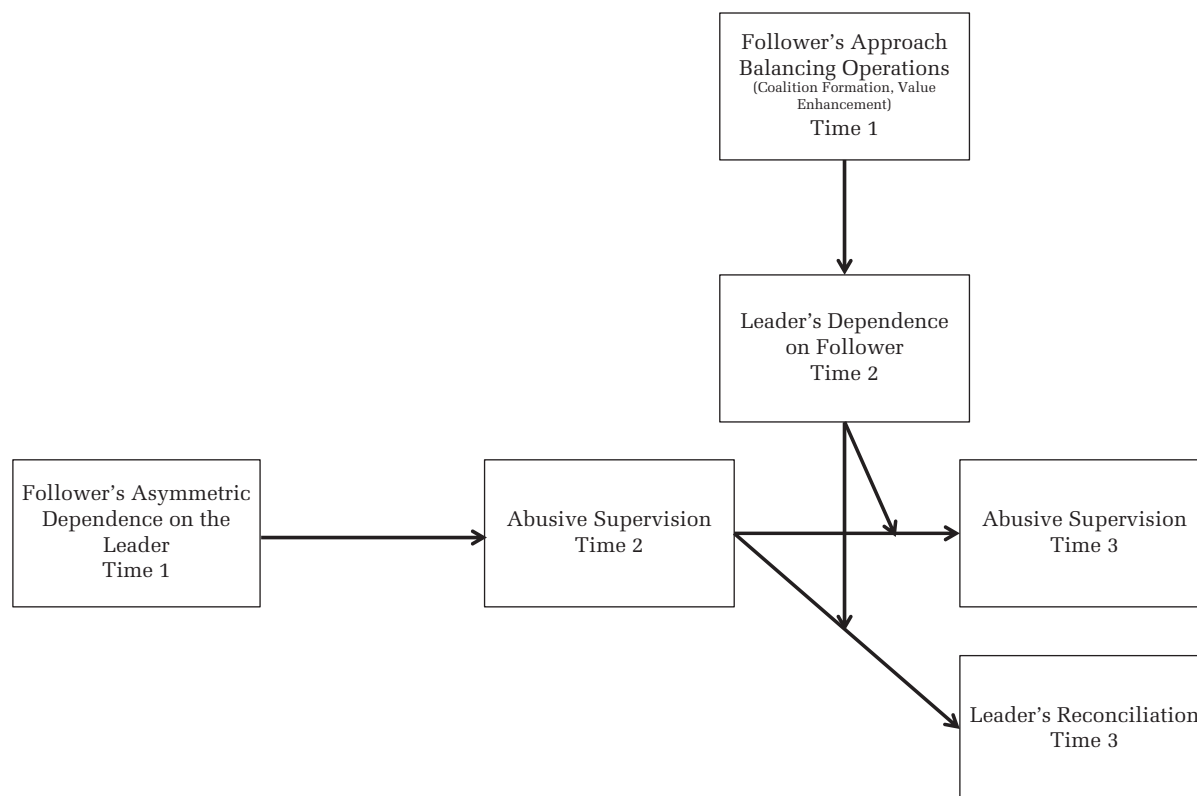 Follower’s Approach
Balancing Operations
(Coalition Formation, Value
Enhancement)
Time 1
Leader’s Dependence
on Follower
Time 2
Follower’s Asymmetric
Dependence on the
Leader
Time 1
Abusive Supervision
Time 2
Abusive Supervision
Time 3
Leader’s Reconciliation
Time 3